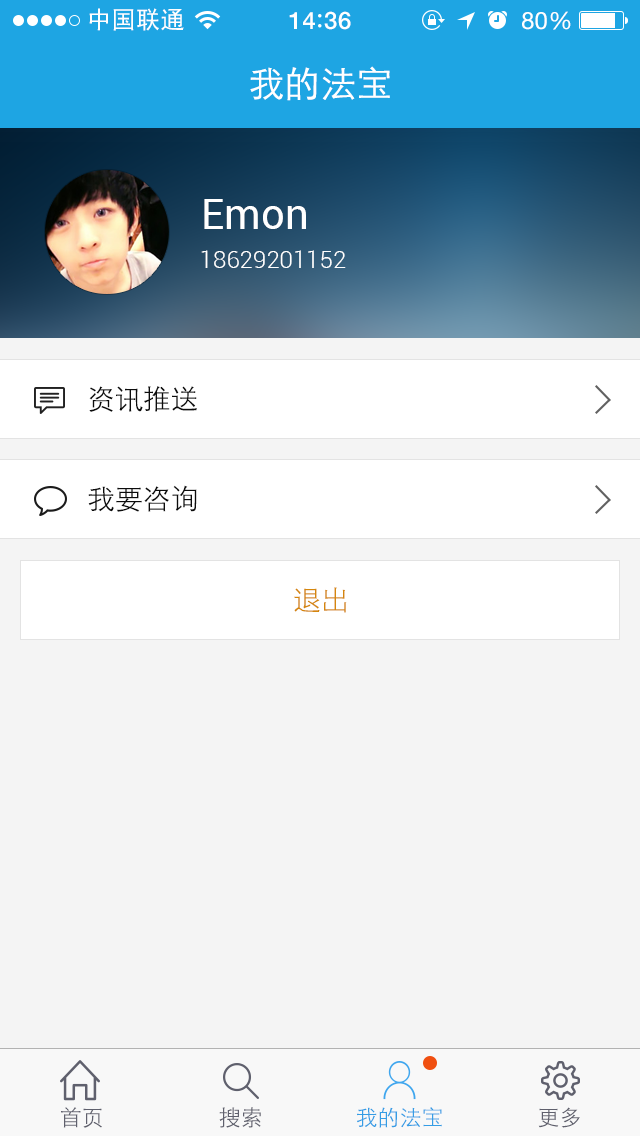 中国联通 14:36 80%
我的法宝
Emon
18629201152
资讯推送
我要咨询
退出
首页 搜索 我的法宝 更多